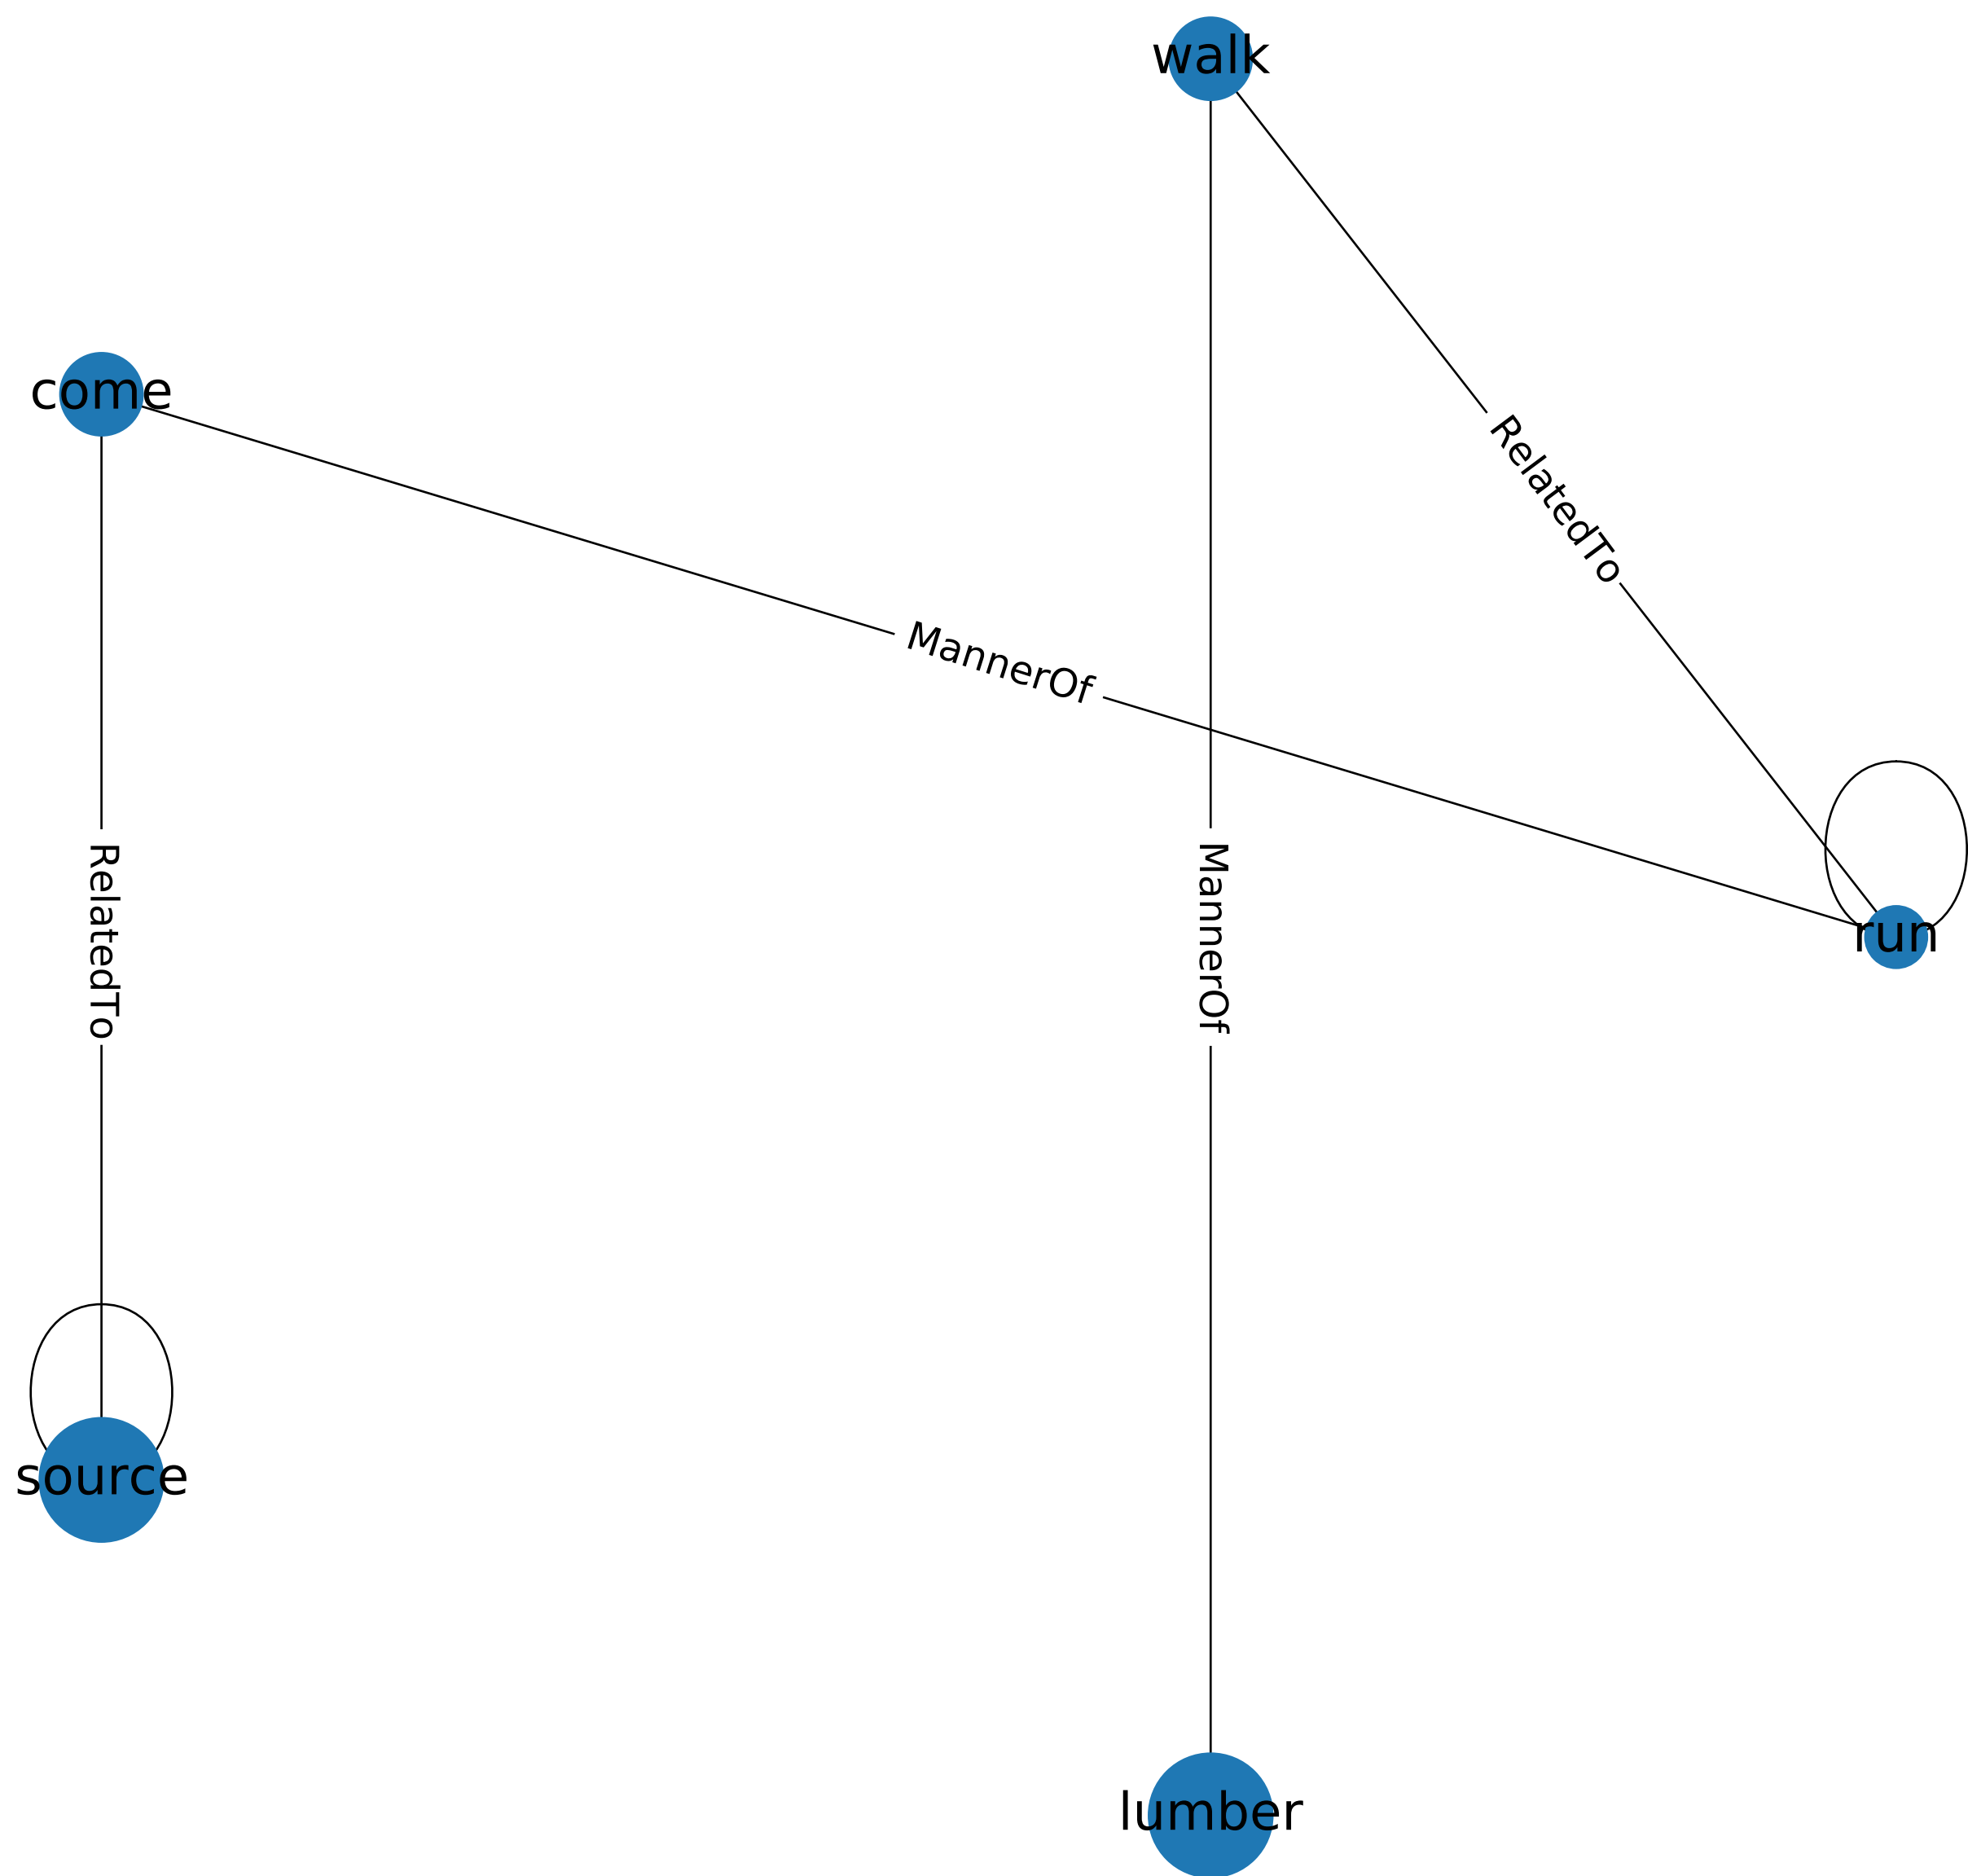 walk
come
RelatedTo
MannerOf
RelatedTo
MannerOf
run
source
lumber